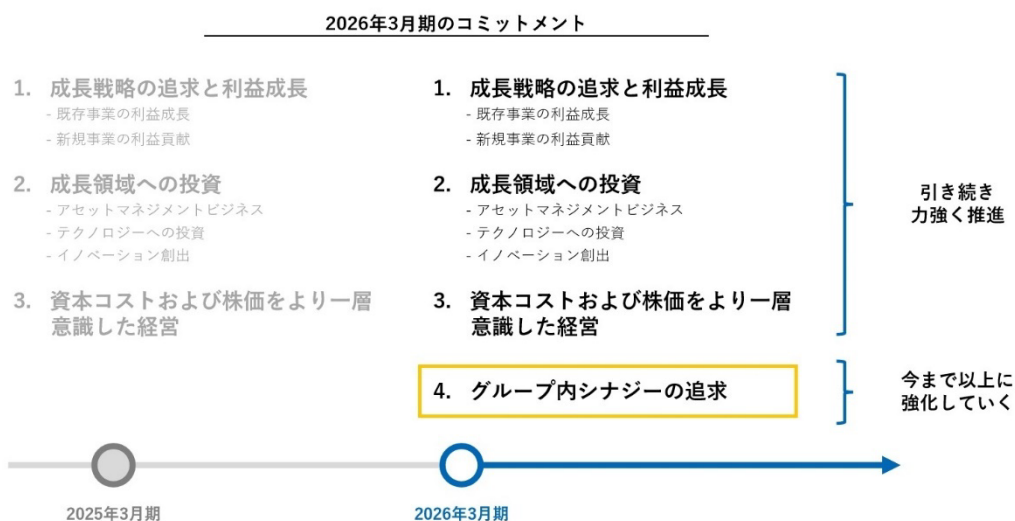 2026年3月期のコミットメント
1. 成長戦略の追求と利益成長
- 既存事業の利益成長
- 新規事業の利益貢献
2. 成長領域への投資
- アセットマネジメントビジネス
- テクノロジーへの投資
- イノベーション創出
3. 資本コストおよび株価をより一層
意識した経営
1. 成長戦略の追求と利益成長
- 既存事業の利益成長
- 新規事業の利益貢献
2. 成長領域への投資
- アセットマネジメントビジネス
- テクノロジーへの投資
- イノベーション創出
3. 資本コストおよび株価をより一層
意識した経営
4. グループ内シナジーの追求
引き続き
力強く推進
今まで以上に
強化していく
2025年3月期
2026年3月期